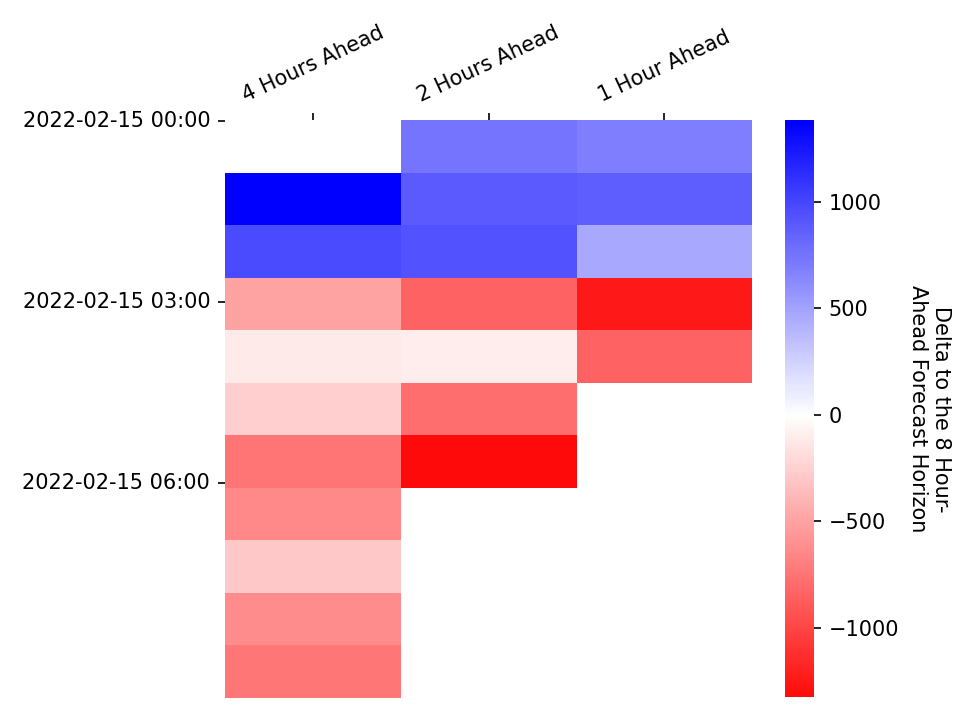 4 Hours Ahead
2 Hours Ahead
1 Hour Ahead
2022-02-15 00:00
2022-02-15 03:00
2022-02-15 06:00
1000
500
0
−500
−1000
Delta to the 8 Hour-
Ahead Forecast Horizon